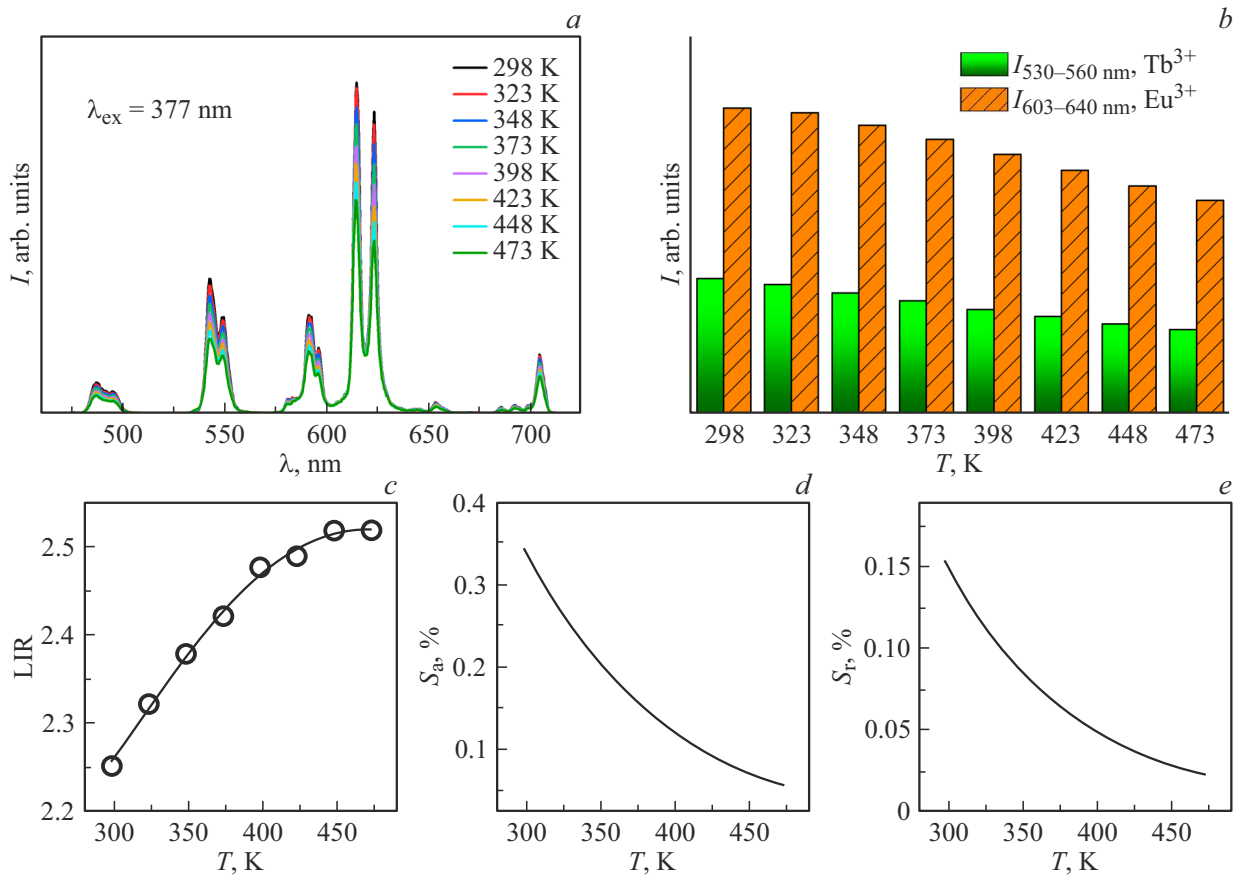 a
λex = 377 nm
298 K
323 K
348 K
373 K
398 K
423 K
448 K
473 K
I, arb. units
500 550 600 650 700
λ, nm
b
I530–560 nm, Tb3+
I603–640 nm, Eu3+
I, arb. units
298 323 348 373 398 423 448 473
T, K
c
2.5
2.4
2.3
2.2
LIR
300 350 400 450
T, K
d
0.4
0.3
0.2
0.1
Sa, %
300 350 400 450
T, K
e
0.15
0.10
0.05
0
Sr, %
300 350 400 450
T, K